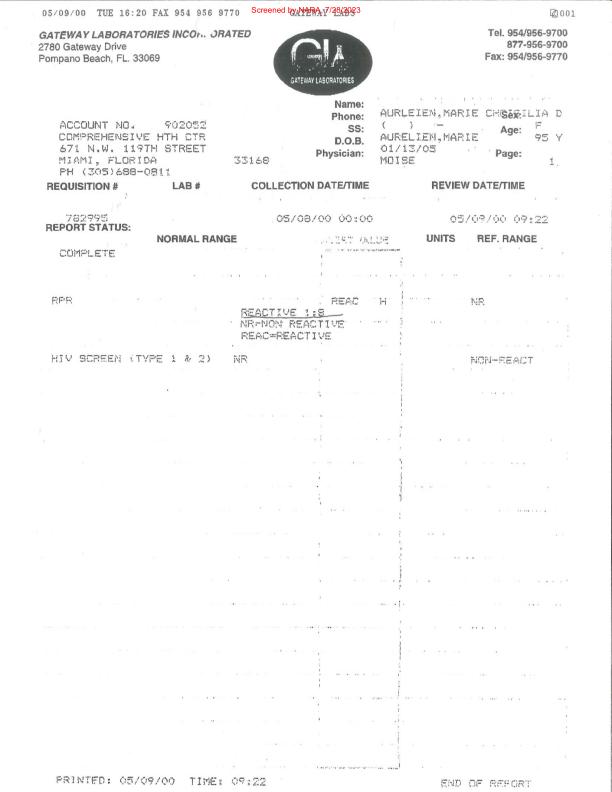 05/09/00 TUE 16:20 FAX 954 956 9770 GATEWAY LABS 001
Screened by NARA, 7/28/2023
GATEWAY LABORATORIES INCOR ORATED
2780 Gateway Drive
Pompano Beach, FL. 33069
GATEWAY LABORATORIES
Tel. 954/956-9700
877-956-9700
Fax: 954/956-9770
Name: AURLEIEN,MARIE D
Phone: ( ) - Sex: F
SS: AURELIEN,MARIE Age: 95 Y
D.O.B. 01/13/05
Physician: MOISE Page: 1
ACCOUNT NO. 902052
COMPREHENSIVE HTH CTR
671 N.W. 119TH STREET
MIAMI, FLORIDA 33168
PH (305)688-0811
REQUISITION # LAB # COLLECTION DATE/TIME REVIEW DATE/TIME
782995 05/08/00 00:00 05/09/00 09:22
REPORT STATUS:
NORMAL RANGE VALUE UNITS REF. RANGE
COMPLETE
RPR REAC H NR
REACTIVE 1:8
NR=NON REACTIVE
REAC=REACTIVE
HIV SCREEN (TYPE 1 & 2) NR NON-REACT
PRINTED: 05/09/00 TIME: 09:22 END OF REPORT